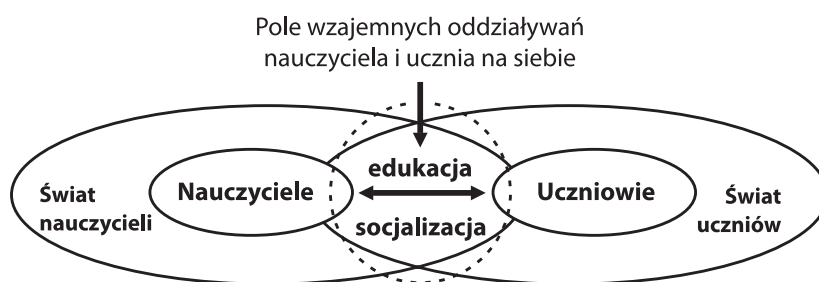 Pole wzajemnych oddziaływań
nauczyciela i ucznia na siebie
edukacja
Nauczyciele
Uczniowie
Świat
nauczycieli
Świat
uczniów
socjalizacja